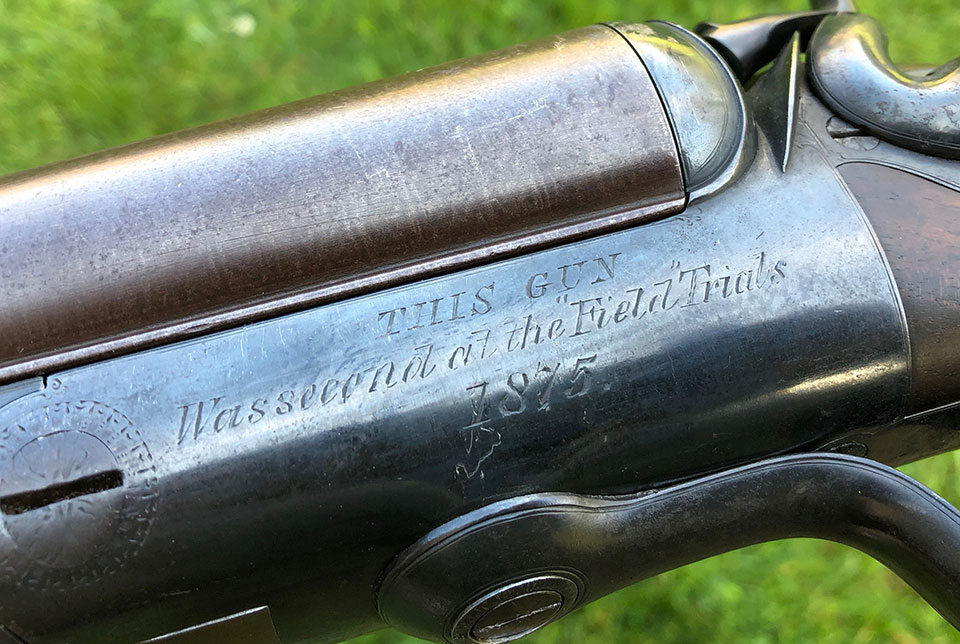 THIS GUN
Was second at the "Field" Trials
1875.